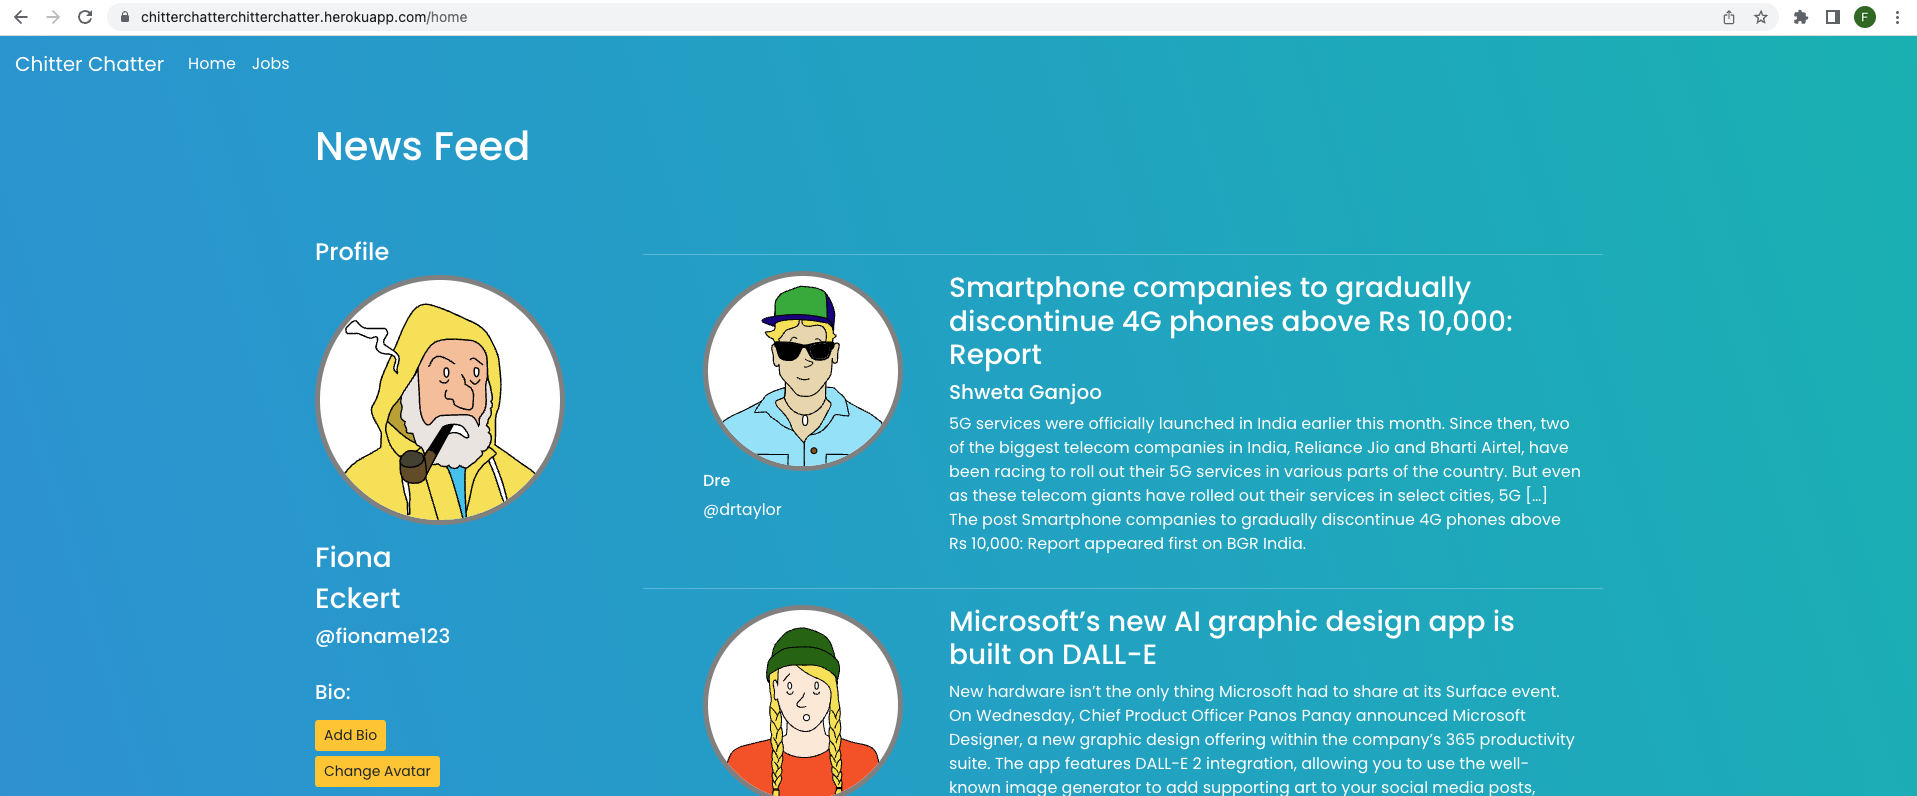 chitterchatterchitterchatter.herokuapp.com/home
F
Chitter Chatter Home Jobs
News Feed
Profile
Fiona
Eckert
@fioname123
Bio:
Add Bio
Change Avatar
Dre
@drtaylor
Smartphone companies to gradually
discontinue 4G phones above Rs 10,000:
Report
Shweta Ganjoo
5G services were officially launched in India earlier this month. Since then, two
of the biggest telecom companies in India, Reliance Jio and Bharti Airtel, have
been racing to roll out their 5G services in various parts of the country. But even
as these telecom giants have rolled out their services in select cities, 5G […]
The post Smartphone companies to gradually discontinue 4G phones above
Rs 10,000: Report appeared first on BGR India.
Microsoft’s new AI graphic design app is
built on DALL-E
New hardware isn’t the only thing Microsoft had to share at its Surface event.
On Wednesday, Chief Product Officer Panos Panay announced Microsoft
Designer, a new graphic design offering within the company’s 365 productivity
suite. The app features DALL-E 2 integration, allowing you to use the well-
known image generator to add supporting art to your social media posts,